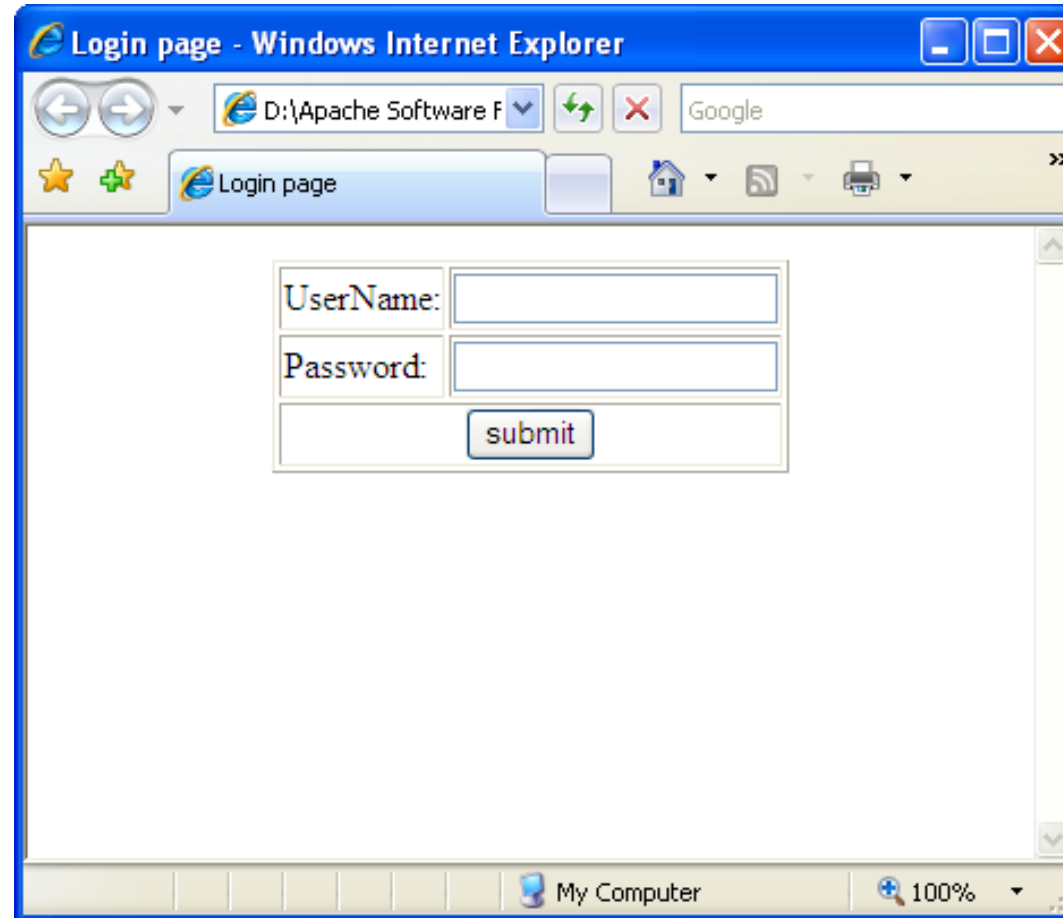 Login page - Windows Internet Explorer
D:\Apache Software F
Google
Login page
UserName:
Password:
submit
My Computer
100%